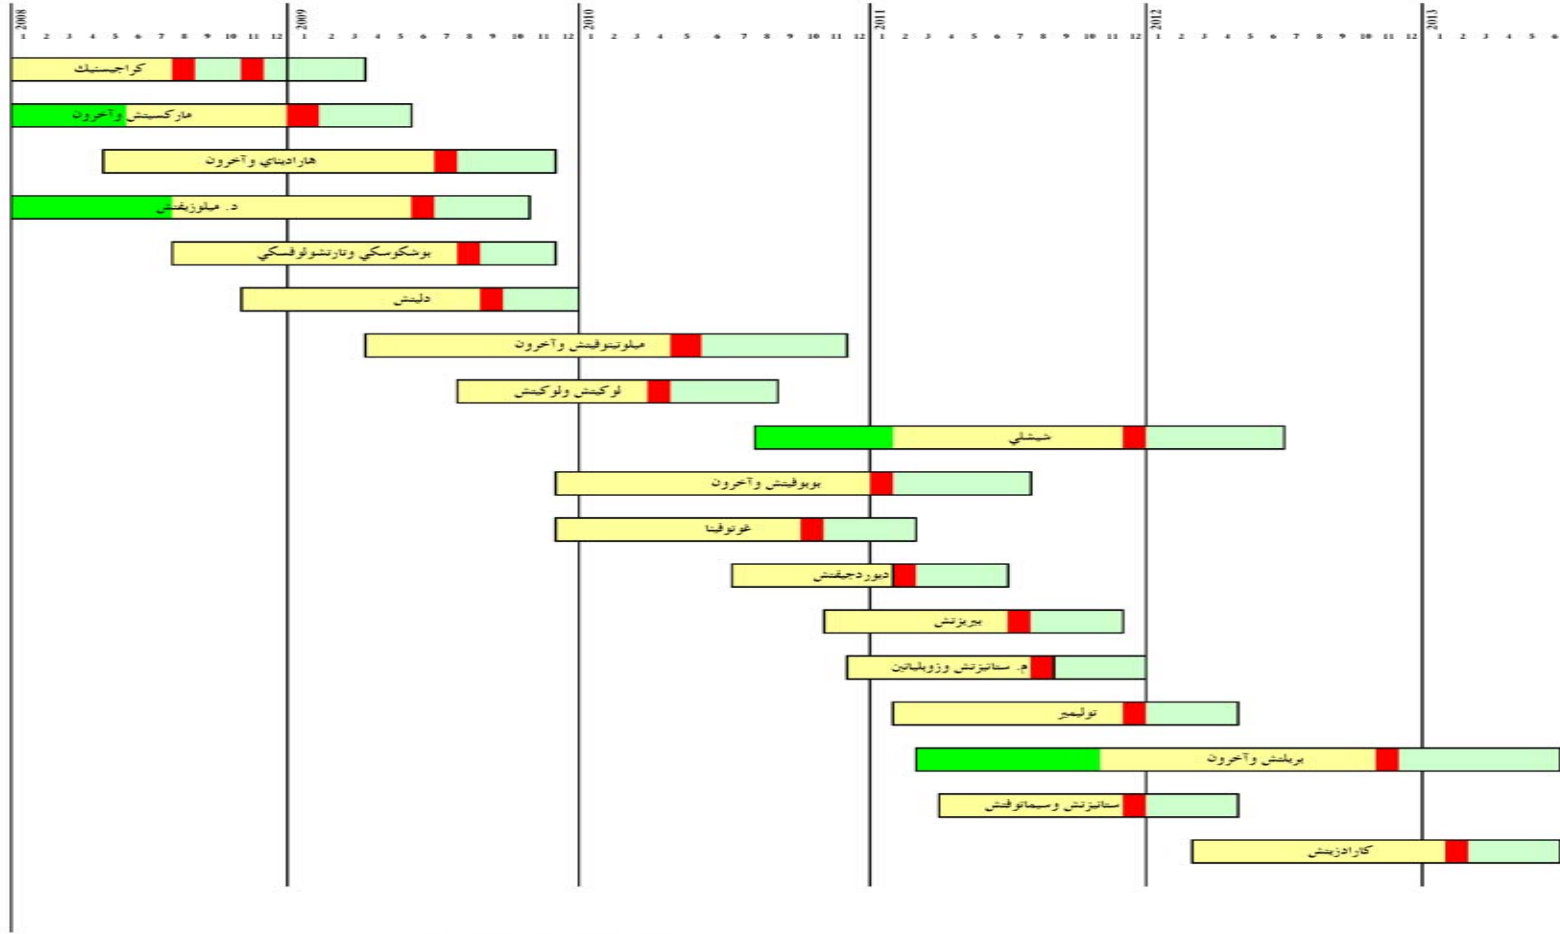 2008 2009 2010 2011 2012 2013
1 2 3 4 5 6 7 8 9 10 11 12 1 2 3 4 5 6 7 8 9 10 11 12 1 2 3 4 5 6 7 8 9 10 11 12 1 2 3 4 5 6 7 8 9 10 11 12 1 2 3 4 5 6 7 8 9 10 11 12 1 2 3 4 5 6
كراجيسنيك
ماركسيتش وآخرون
هاراديناي وآخرون
د. ميلوزيفتش
بوشكوسكي وتارتشولوفسكي
دليتش
ميلوتينوفيتش وآخرون
لوكيتش ولوكيتش
شيشلي
بوبوفيتش وآخرون
غوتوفينا
ديوردجيفتش
بيريزتش
م. ستانيزتش وزوبليانين
توليمير
بريلتش وآخرون
ستانيزتش وسيماتوفتش
كارادزيتش